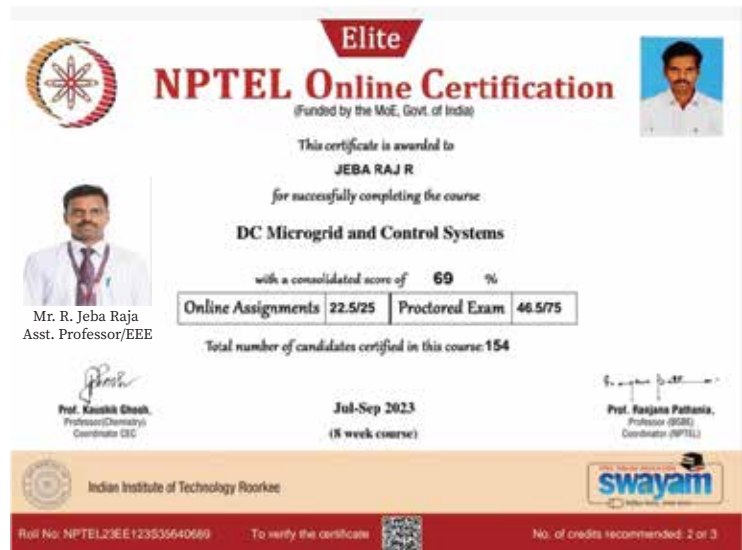 Elite
NPTEL Online Certification
(Funded by the MoE, Govt. of India)
This certificate is awarded to
JEBA RAJ R
for successfully completing the course
DC Microgrid and Control Systems
with a consolidated score of 69 %
Online Assignments 22.5/25 Proctored Exam 46.5/75
Total number of candidates certified in this course:154
Mr. R. Jeba Raja
Asst. Professor/EEE
Prof. Kaushik Ghosh,
Professor(Chemistry)
Coordinator CEC
Jul-Sep 2023
(8 week course)
Prof. Ranjana Pathania,
Professor (BSBE)
Coordinator (NPTEL)
Indian Institute of Technology Roorkee
swayam
Roll No: NPTEL23EE123S35640689 To verify the certificate No. of credits recommended: 2 or 3